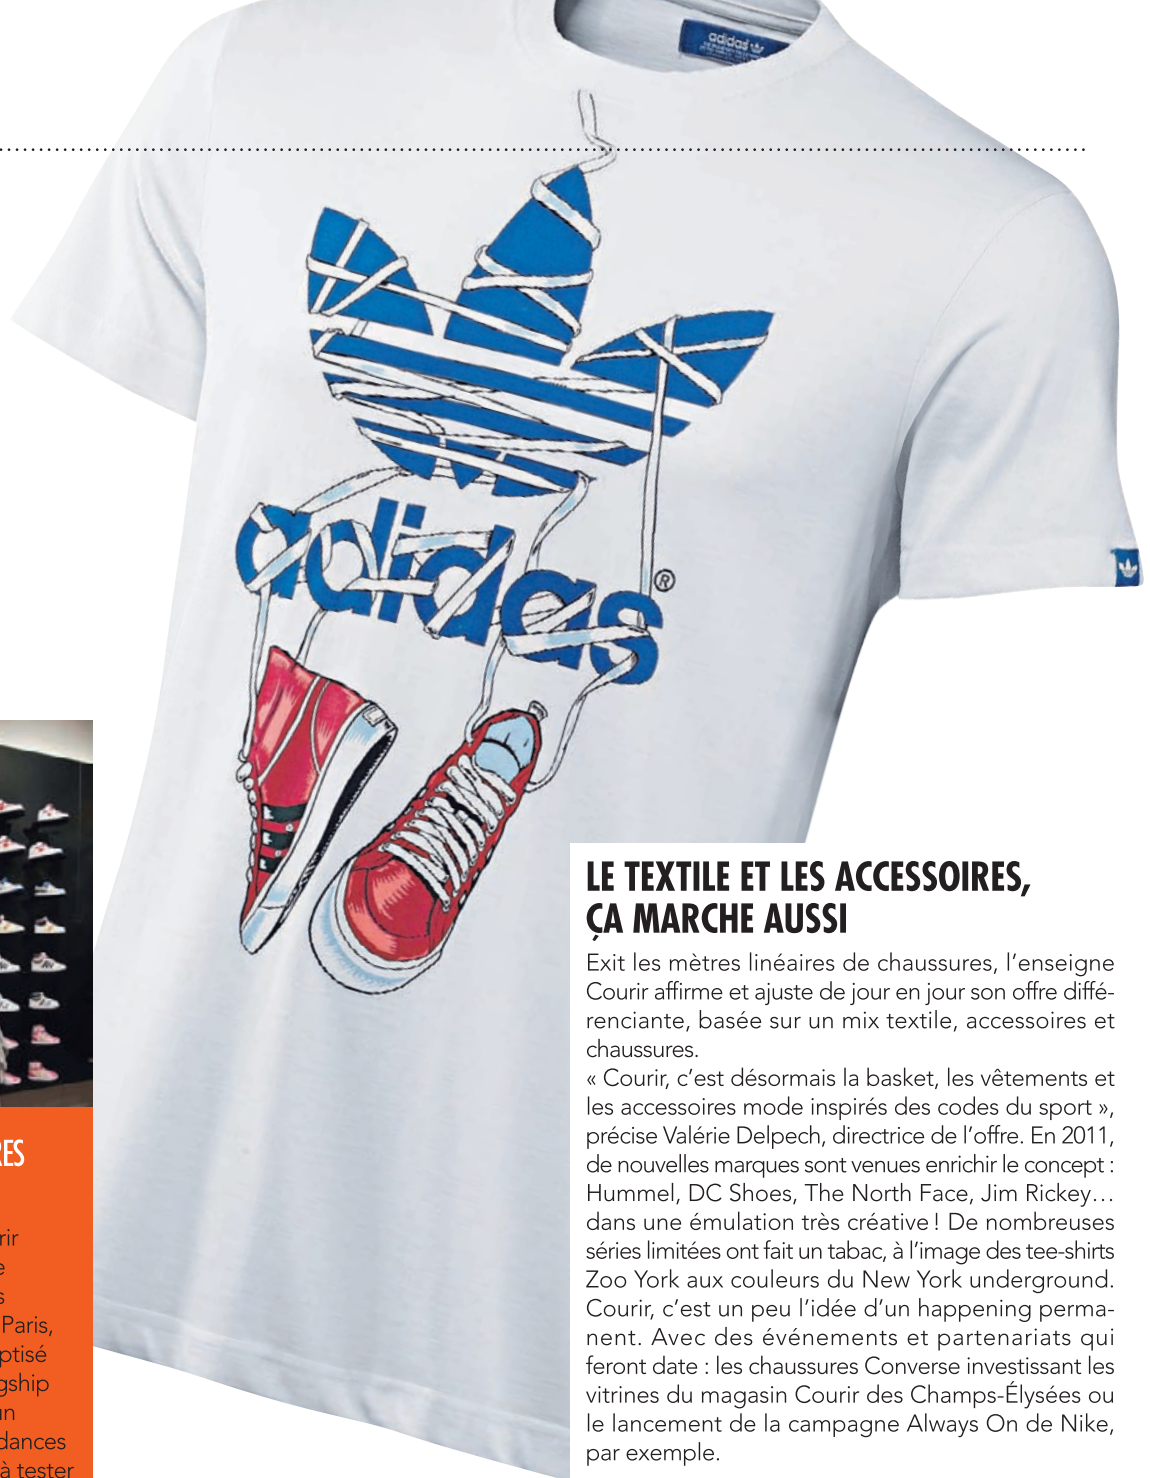 adidas
adidas
®
LE TEXTILE ET LES ACCESSOIRES,
ÇA MARCHE AUSSI
Exit les mètres linéaires de chaussures, l’enseigne
Courir affirme et ajuste de jour en jour son offre diffé-
renciante, basée sur un mix textile, accessoires et
chaussures.
« Courir, c’est désormais la basket, les vêtements et
les accessoires mode inspirés des codes du sport »,
précise Valérie Delpech, directrice de l’offre. En 2011,
de nouvelles marques sont venues enrichir le concept :
Hummel, DC Shoes, The North Face, Jim Rickey…
dans une émulation très créative ! De nombreuses
séries limitées ont fait un tabac, à l’image des tee-shirts
Zoo York aux couleurs du New York underground.
Courir, c’est un peu l’idée d’un happening perma-
nent. Avec des événements et partenariats qui
feront date : les chaussures Converse investissant les
vitrines du magasin Courir des Champs-Élysées ou
le lancement de la campagne Always On de Nike,
par exemple.
RES
rir
e
s
Paris,
ptisé
gship
un
dances
à tester